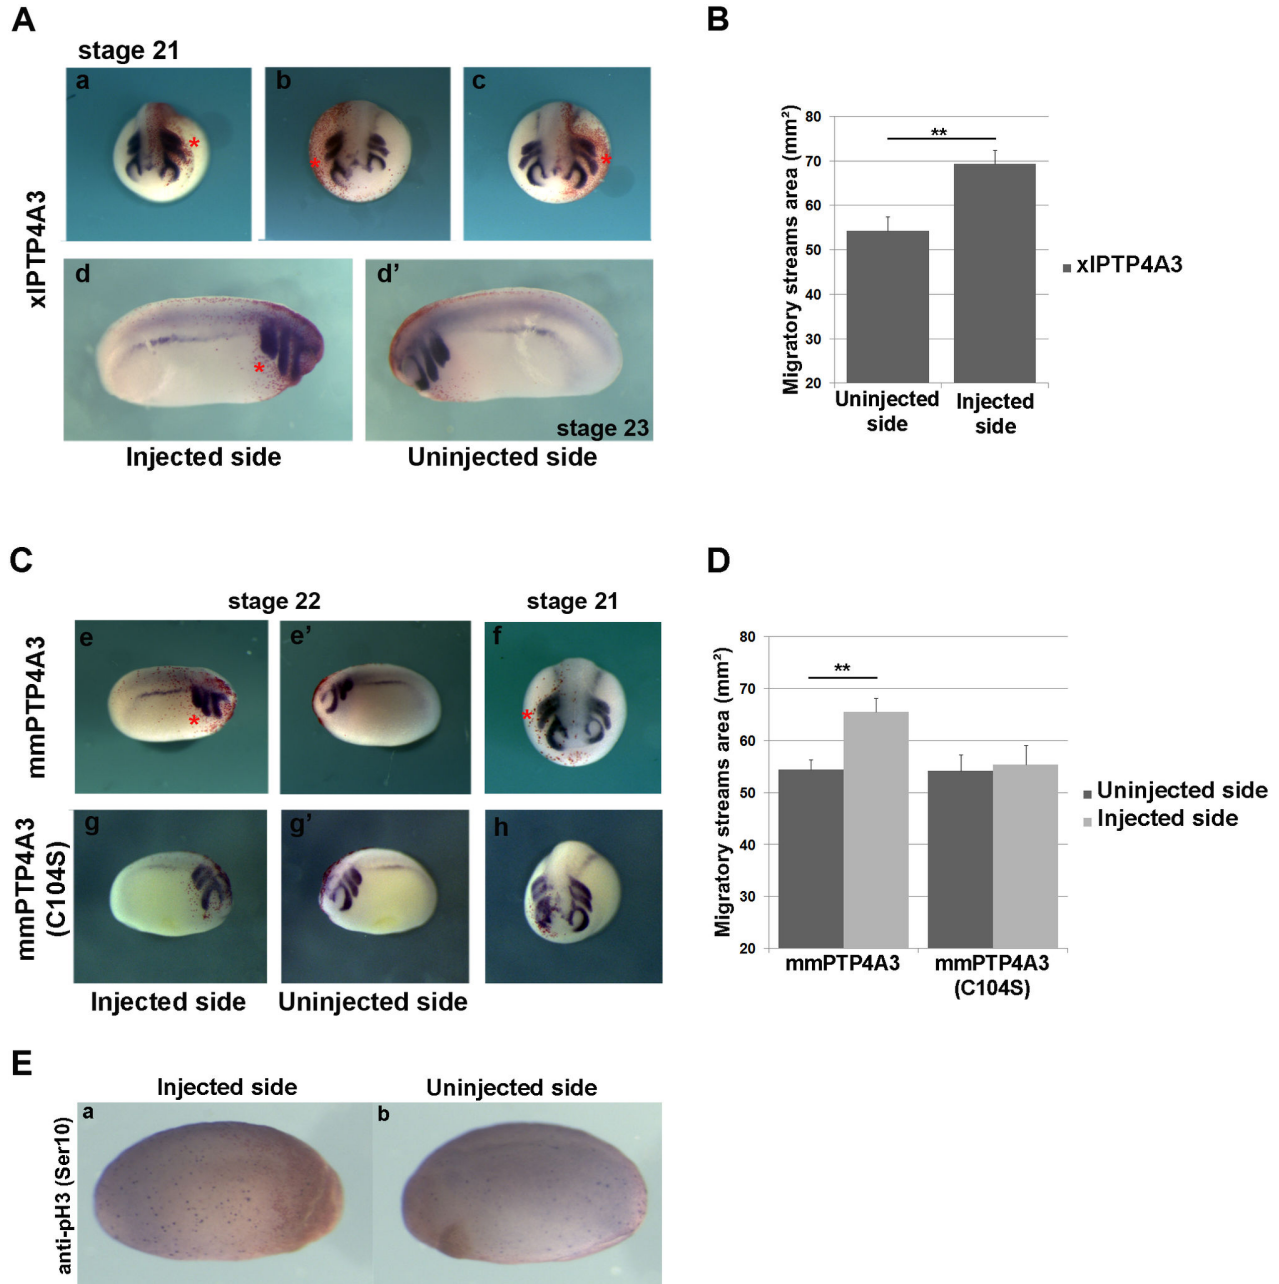 A
stage 21
a
b
c
*
*
*
xlPTP4A3
d
d'
*
stage 23
Injected side
Uninjected side
B
Migratory streams area (mm²)
80
70
60
50
40
30
20
**
Uninjected side
Injected side
xlPTP4A3
C
stage 22
stage 21
mmPTP4A3
e
e'
f
*
*
mmPTP4A3
(C104S)
g
g'
h
Injected side
Uninjected side
D
Migratory streams area (mm²)
80
70
60
50
40
30
20
**
mmPTP4A3
mmPTP4A3
(C104S)
Uninjected side
Injected side
E
Injected side
Uninjected side
anti-pH3 (Ser10)
a
b